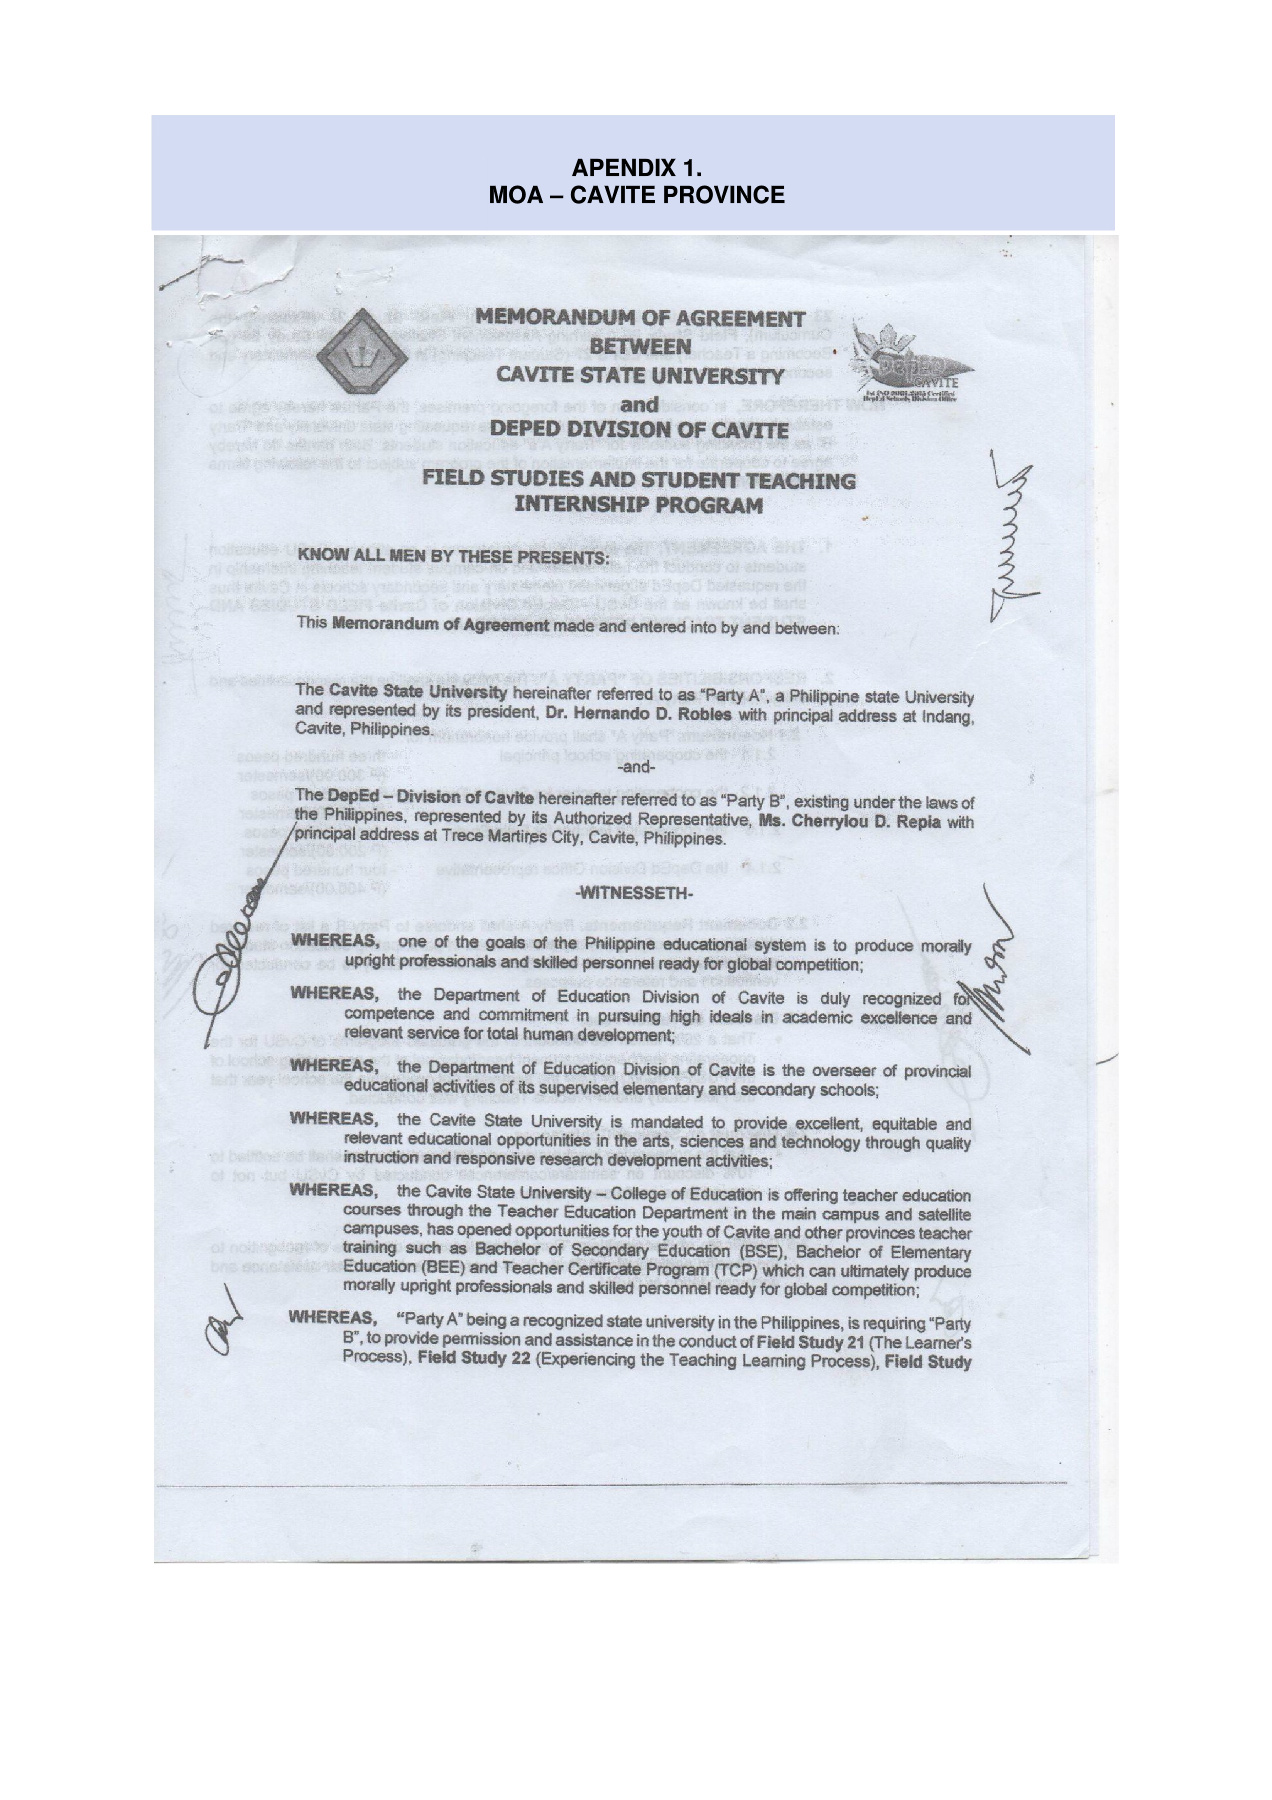 APENDIX 1.
MOA – CAVITE PROVINCE
MEMORANDUM OF AGREEMENT
BETWEEN
CAVITE STATE UNIVERSITY
and
DEPED DIVISION OF CAVITE
DEPED
CAVITE
FIELD STUDIES AND STUDENT TEACHING
INTERNSHIP PROGRAM
KNOW ALL MEN BY THESE PRESENTS:
This Memorandum of Agreement made and entered into by and between:
The Cavite State University hereinafter referred to as "Party A", a Philippine state University
and represented by its president, Dr. Hernando D. Robles with principal address at Indang,
Cavite, Philippines.
-and-
The DepEd – Division of Cavite hereinafter referred to as "Party B", existing under the laws of
the Philippines, represented by its Authorized Representative, Ms. Cherrylou D. Repia with
principal address at Trece Martires City, Cavite, Philippines.
-WITNESSETH-
WHEREAS, one of the goals of the Philippine educational system is to produce morally
upright professionals and skilled personnel ready for global competition;
WHEREAS, the Department of Education Division of Cavite is duly recognized for
competence and commitment in pursuing high ideals in academic excellence and
relevant service for total human development;
WHEREAS, the Department of Education Division of Cavite is the overseer of provincial
educational activities of its supervised elementary and secondary schools;
WHEREAS, the Cavite State University is mandated to provide excellent, equitable and
relevant educational opportunities in the arts, sciences and technology through quality
instruction and responsive research development activities;
WHEREAS, the Cavite State University – College of Education is offering teacher education
courses through the Teacher Education Department in the main campus and satellite
campuses, has opened opportunities for the youth of Cavite and other provinces teacher
training such as Bachelor of Secondary Education (BSE), Bachelor of Elementary
Education (BEE) and Teacher Certificate Program (TCP) which can ultimately produce
morally upright professionals and skilled personnel ready for global competition;
WHEREAS, "Party A" being a recognized state university in the Philippines, is requiring "Party
B", to provide permission and assistance in the conduct of Field Study 21 (The Learner's
Process), Field Study 22 (Experiencing the Teaching Learning Process), Field Study